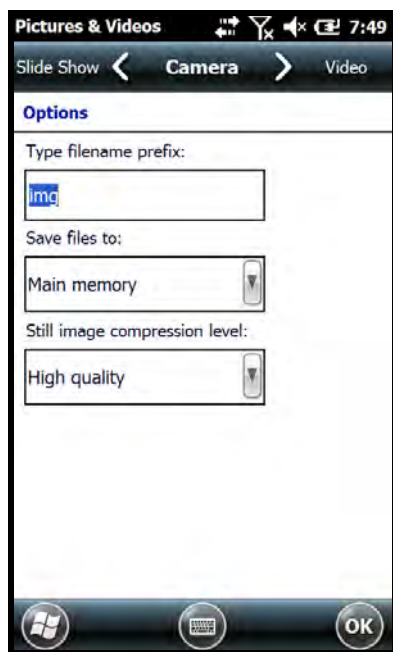 Pictures & Videos 7:49
Slide Show Camera Video
Options
Type filename prefix:
img
Save files to:
Main memory
Still image compression level:
High quality
OK